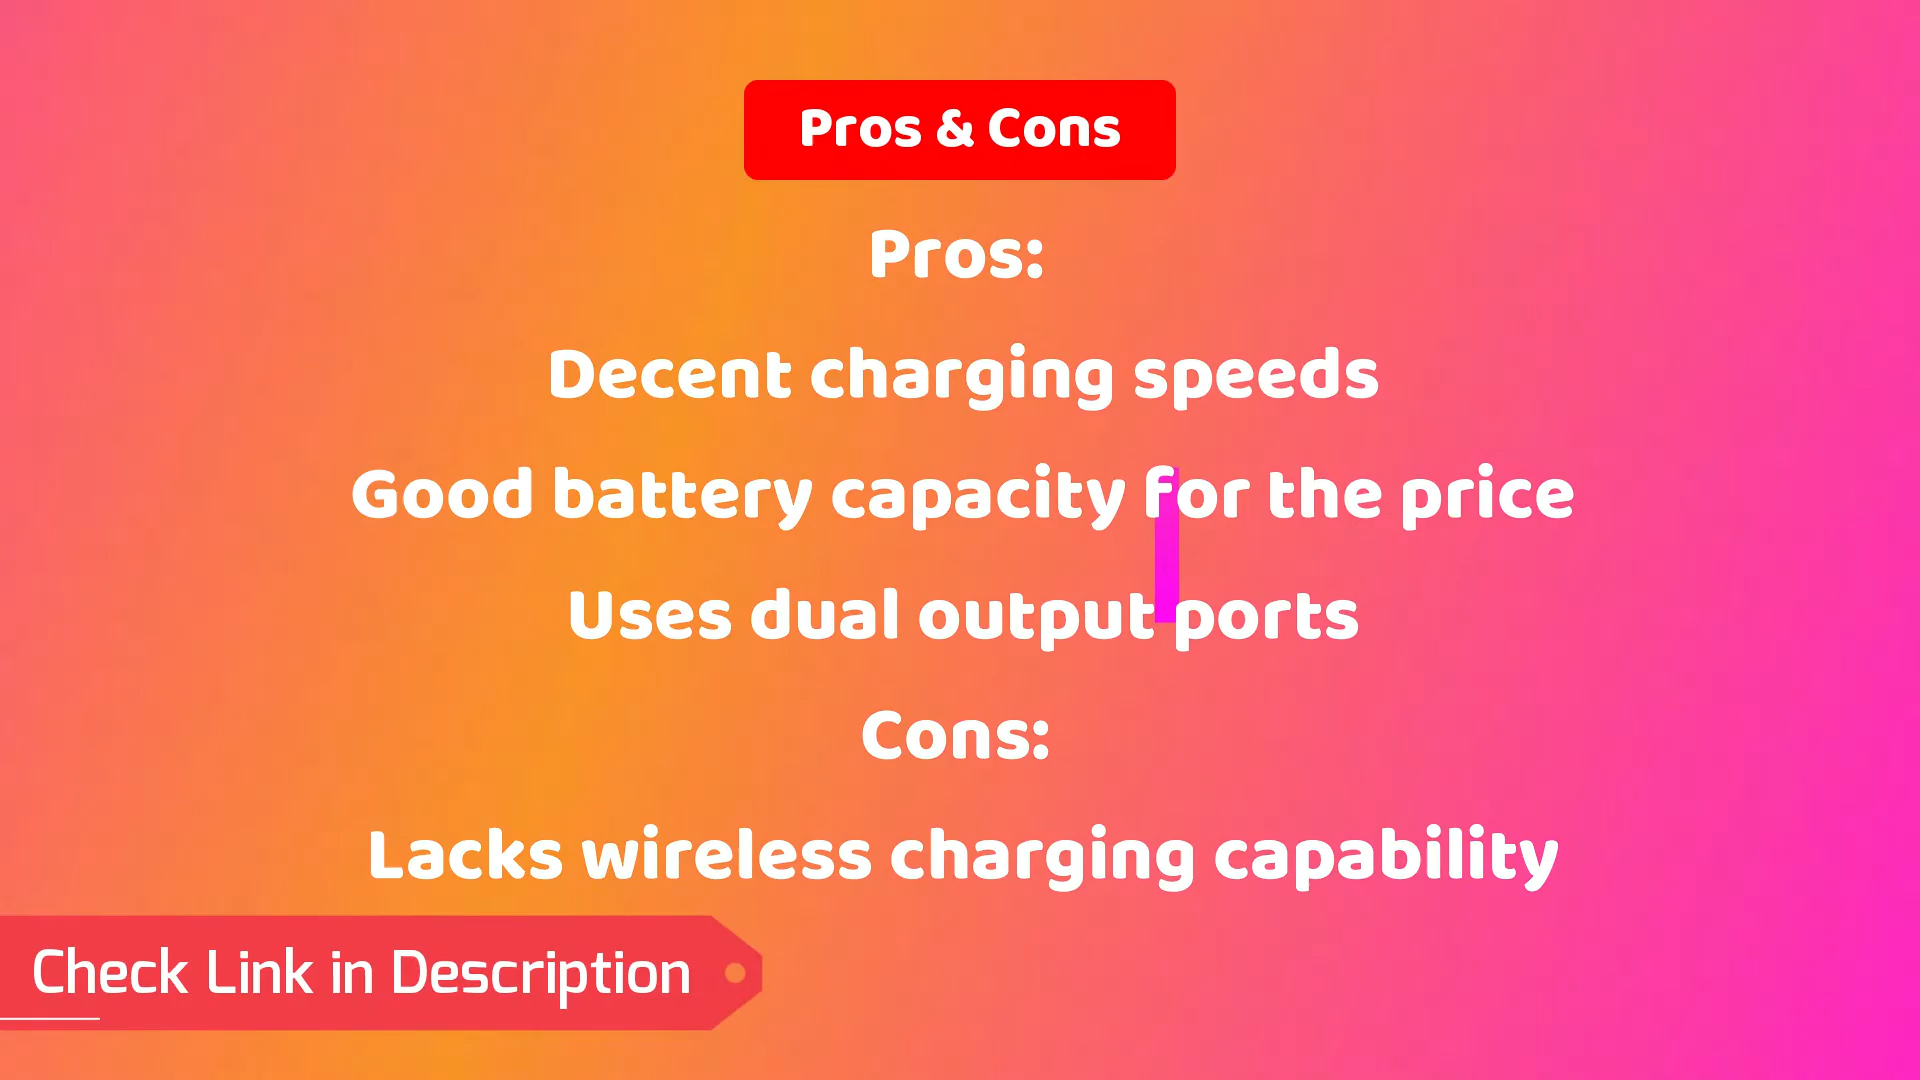 Pros & Cons
Pros:
Decent charging speeds
Good battery capacity for the price
Uses dual output ports
Cons:
Lacks wireless charging capability
Check Link in Description